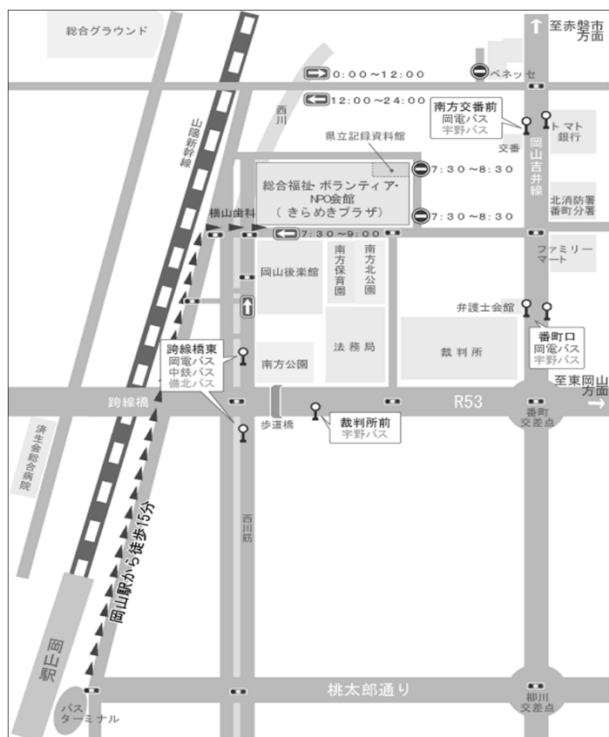 総合グラウンド
至赤磐市
方面
0:00～12:00
ベネッセ
12:00～24:00
西川
山陽新幹線
南方交番前
岡電バス
宇野バス
交番
トマト
銀行
岡山吉井線
県立記録資料館
7:30～8:30
総合福祉・ボランティア・
NPO会館
（ きらめきプラザ）
北消防署
番町分署
横山歯科
7:30～8:30
7:30～9:00
ファミリー
マート
岡山後楽館
南方保育園
南方北公園
弁護士会館
跨線橋東
岡電バス
中鉄バス
備北バス
南方公園
法務局
裁判所
番町口
岡電バス
宇野バス
至東岡山
方面
跨線橋
R53
番町
交差点
歩道橋
裁判所前
宇野バス
済生会総合病院
岡山駅から徒歩15分
西川筋
岡山駅
桃太郎通り
柳川
交差点
バス
ターミナル